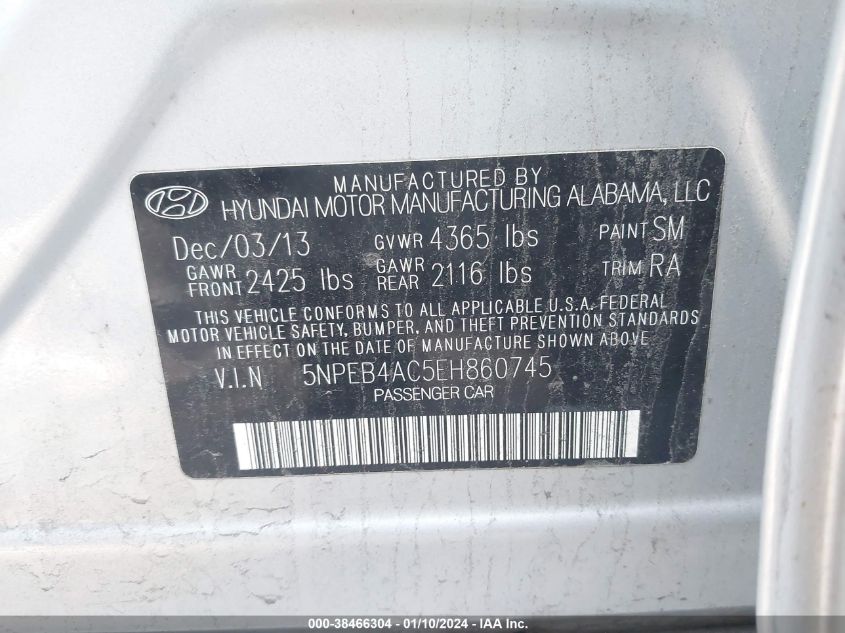 MANUFACTURED BY
HYUNDAI MOTOR MANUFACTURING ALABAMA, LLC
Dec/03/13 GVWR 4365 lbs PAINT SM
GAWR FRONT 2425 lbs GAWR REAR 2116 lbs TRIM RA
THIS VEHICLE CONFORMS TO ALL APPLICABLE U.S.A. FEDERAL
MOTOR VEHICLE SAFETY, BUMPER, AND THEFT PREVENTION STANDARDS
IN EFFECT ON THE DATE OF MANUFACTURE SHOWN ABOVE.
V.I.N 5NPEB4AC5EH860745
PASSENGER CAR
000-38466304 - 01/10/2024 - IAAI.COM